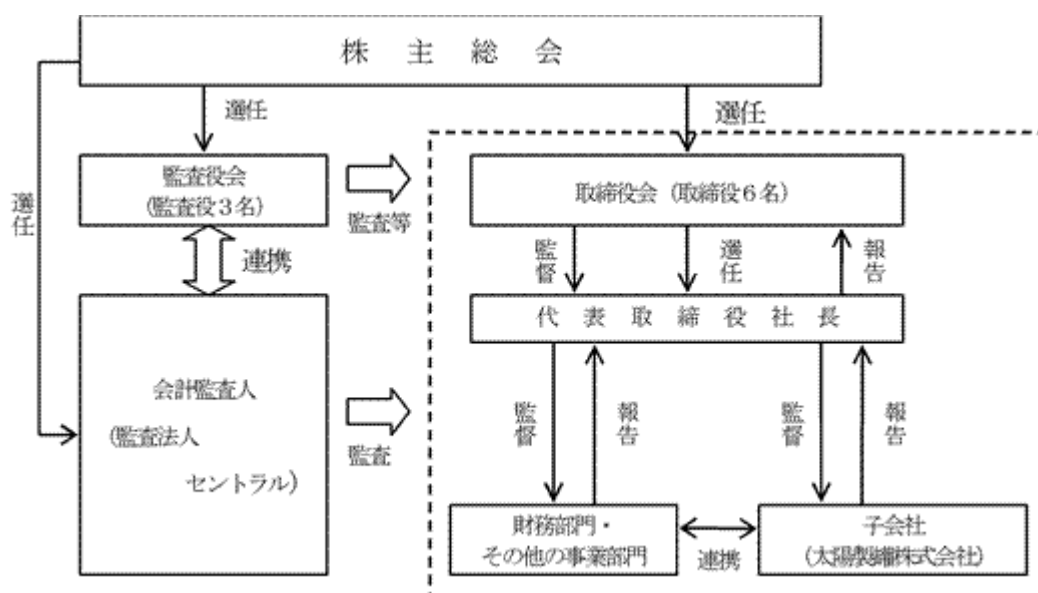 株主総会
選任
選任
選任
監査役会
(監査役3名)
監査等
取締役会(取締役6名)
連携
監督
選任
報告
代表取締役社長
会計監査人
(監査法人
セントラル)
監査
監督
報告
監督
報告
財務部門・
その他の事業部門
連携
子会社
(太陽製罐株式会社)